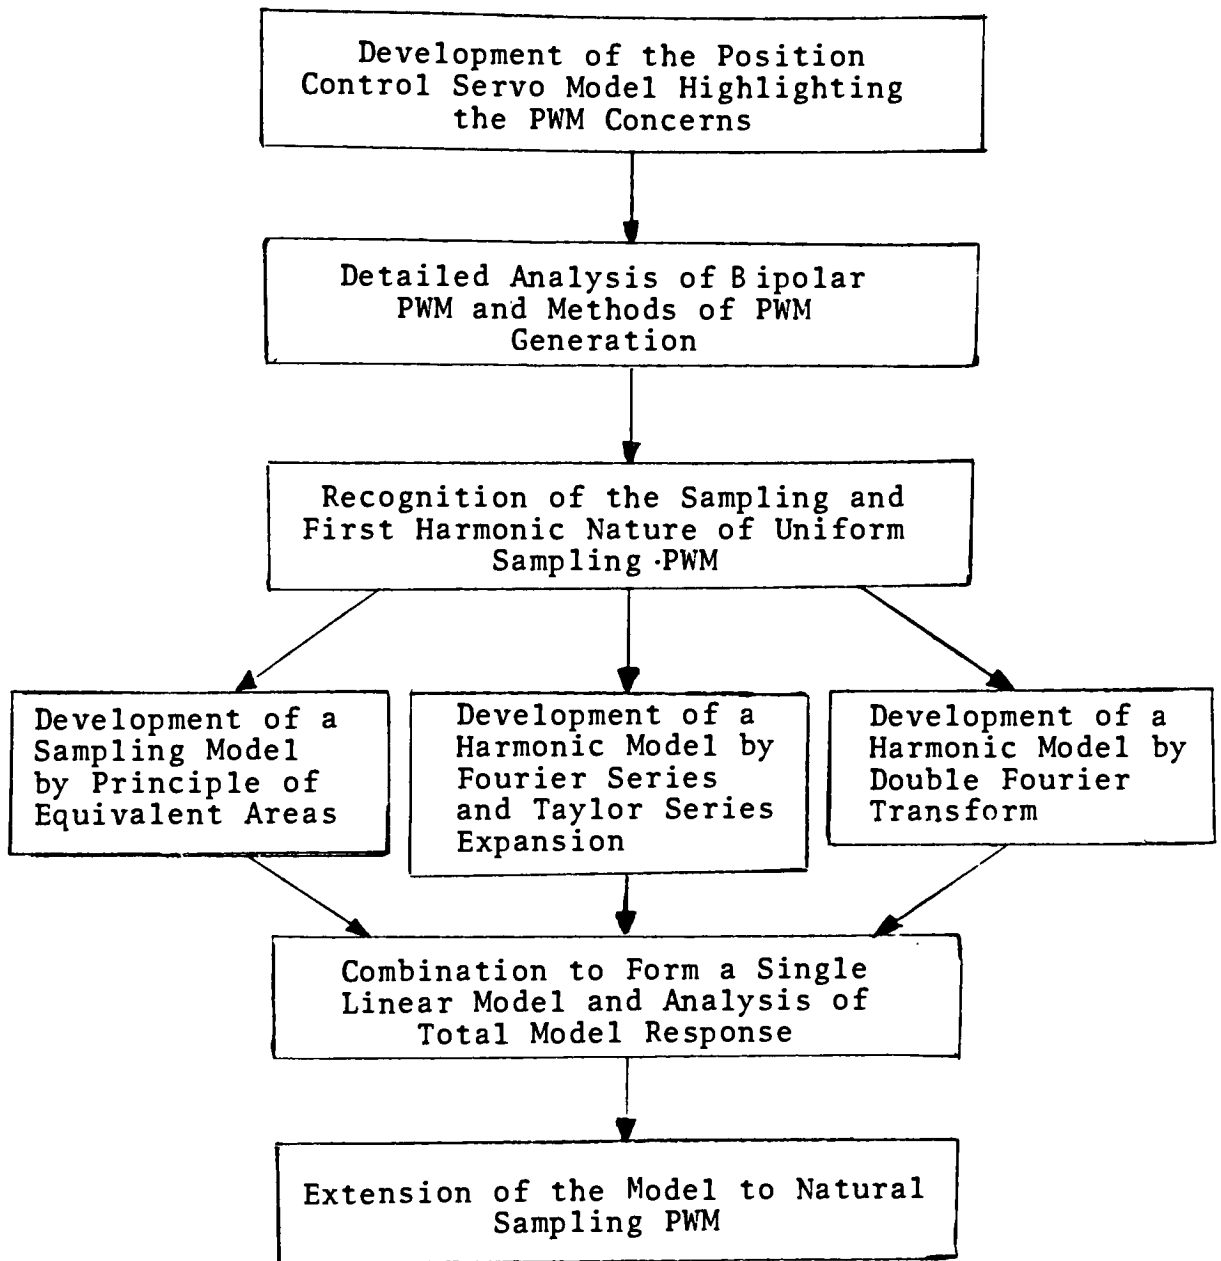 Development of the Position
Control Servo Model Highlighting
the PWM Concerns
Detailed Analysis of Bipolar
PWM and Methods of PWM
Generation
Recognition of the Sampling and
First Harmonic Nature of Uniform
Sampling PWM
Development of a
Sampling Model
by Principle of
Equivalent Areas
Development of a
Harmonic Model by
Fourier Series
and Taylor Series
Expansion
Development of a
Harmonic Model by
Double Fourier
Transform
Combination to Form a Single
Linear Model and Analysis of
Total Model Response
Extension of the Model to Natural
Sampling PWM